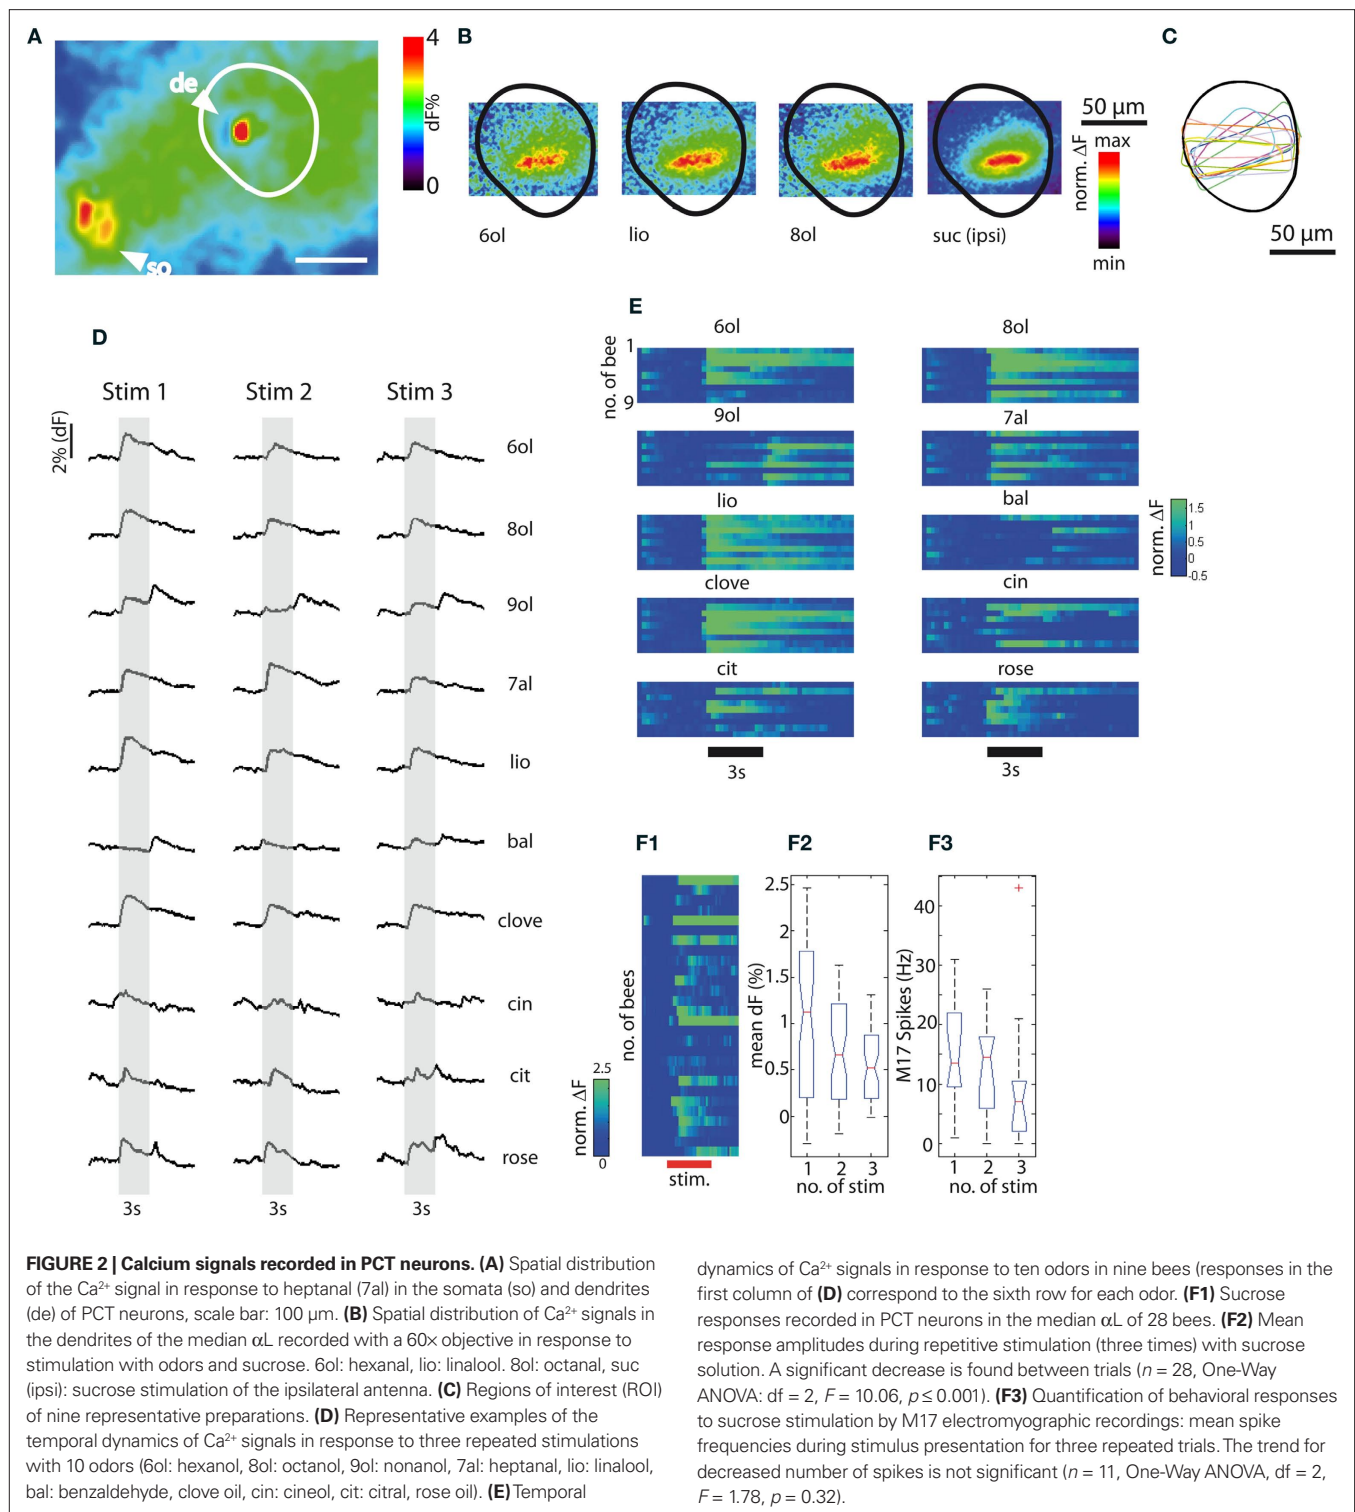 A
de
so
4
dF%
0
B
6ol
lio
8ol
suc (ipsi)
50 µm
max
norm. ΔF
min
C
50 µm
D
Stim 1
Stim 2
Stim 3
2% (dF)
6ol
8ol
9ol
7al
lio
bal
clove
cin
cit
rose
3s
3s
3s
E
no. of bee
1
9
6ol
8ol
9ol
7al
lio
bal
clove
cin
cit
rose
3s
3s
norm. ΔF
1.5
1
0.5
0
-0.5
F1
no. of bees
2.5
norm. ΔF
0
stim.
F2
mean dF (%)
2.5
2
1.5
1
0.5
0
1 2 3
no. of stim
F3
M17 Spikes (Hz)
40
30
20
10
0
1 2 3
no. of stim
FIGURE 2 | Calcium signals recorded in PCT neurons. (A) Spatial distribution
of the Ca²⁺ signal in response to heptanal (7al) in the somata (so) and dendrites
(de) of PCT neurons, scale bar: 100 µm. (B) Spatial distribution of Ca²⁺ signals in
the dendrites of the median αL recorded with a 60× objective in response to
stimulation with odors and sucrose. 6ol: hexanal, lio: linalool. 8ol: octanal, suc
(ipsi): sucrose stimulation of the ipsilateral antenna. (C) Regions of interest (ROI)
of nine representative preparations. (D) Representative examples of the
temporal dynamics of Ca²⁺ signals in response to three repeated stimulations
with 10 odors (6ol: hexanol, 8ol: octanol, 9ol: nonanol, 7al: heptanal, lio: linalool,
bal: benzaldehyde, clove oil, cin: cineol, cit: citral, rose oil). (E) Temporal
dynamics of Ca²⁺ signals in response to ten odors in nine bees (responses in the
first column of (D) correspond to the sixth row for each odor. (F1) Sucrose
responses recorded in PCT neurons in the median αL of 28 bees. (F2) Mean
response amplitudes during repetitive stimulation (three times) with sucrose
solution. A significant decrease is found between trials (n = 28, One-Way
ANOVA: df = 2, F = 10.06, p ≤ 0.001). (F3) Quantification of behavioral responses
to sucrose stimulation by M17 electromyographic recordings: mean spike
frequencies during stimulus presentation for three repeated trials. The trend for
decreased number of spikes is not significant (n = 11, One-Way ANOVA, df = 2,
F = 1.78, p = 0.32).